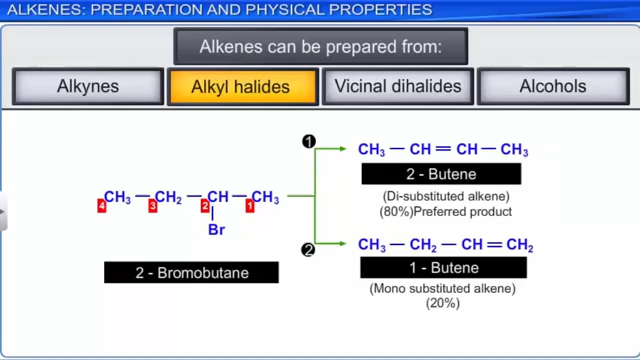 ALKENES: PREPARATION AND PHYSICAL PROPERTIES
Alkenes can be prepared from:
Alkynes
Alkyl halides
Vicinal dihalides
Alcohols
1
CH₃ — CH = CH — CH₃
2 - Butene
(Di-substituted alkene)
(80%)Preferred product
CH₃ — CH₂ — CH — CH₃
4 3 2 1
Br
2 - Bromobutane
2
CH₃ — CH₂ — CH = CH₂
1 - Butene
(Mono substituted alkene)
(20%)